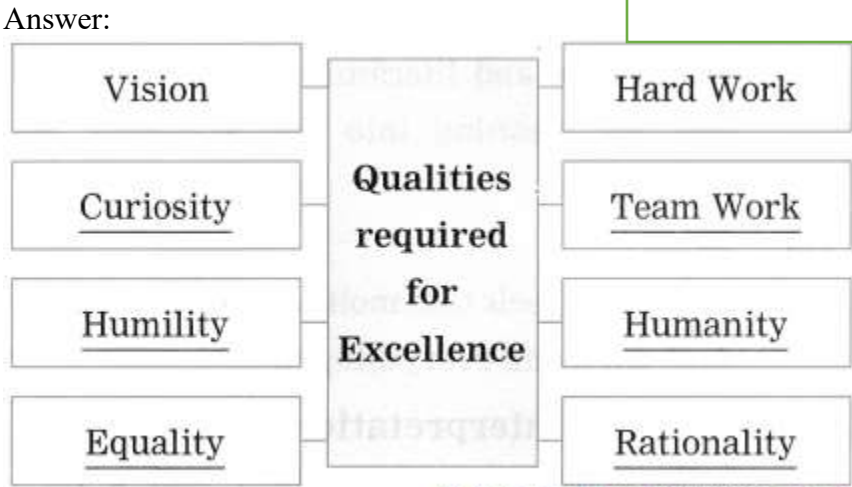 Answer:
Vision
Curiosity
Humility
Equality
Qualities
required
for
Excellence
Hard Work
Team Work
Humanity
Rationality